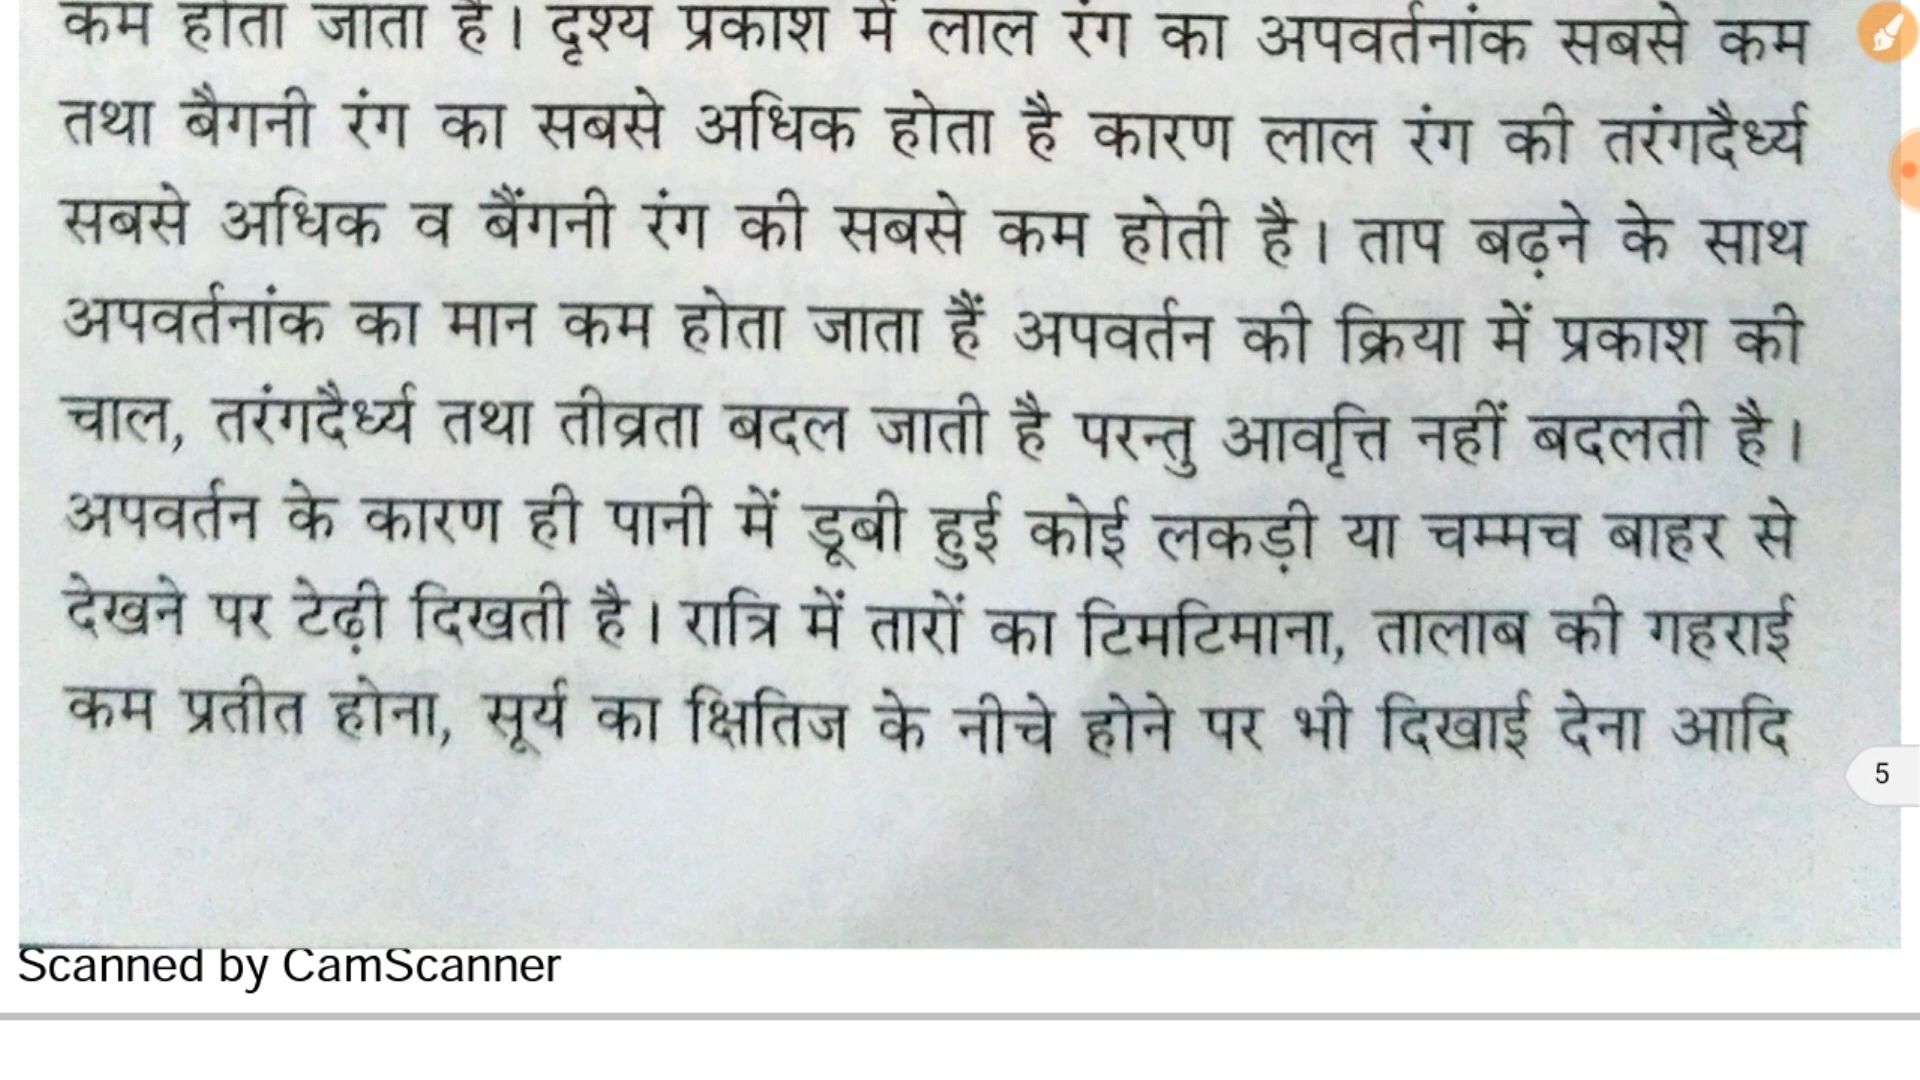 कम होता जाता है। दृश्य प्रकाश में लाल रंग का अपवर्तनांक सबसे कम
तथा बैगनी रंग का सबसे अधिक होता है कारण लाल रंग की तरंगदैर्ध्य
सबसे अधिक व बैंगनी रंग की सबसे कम होती है। ताप बढ़ने के साथ
अपवर्तनांक का मान कम होता जाता हैं अपवर्तन की क्रिया में प्रकाश की
चाल, तरंगदैर्ध्य तथा तीव्रता बदल जाती है परन्तु आवृत्ति नहीं बदलती है।
अपवर्तन के कारण ही पानी में डूबी हुई कोई लकड़ी या चम्मच बाहर से
देखने पर टेढ़ी दिखती है। रात्रि में तारों का टिमटिमाना, तालाब की गहराई
कम प्रतीत होना, सूर्य का क्षितिज के नीचे होने पर भी दिखाई देना आदि
5
Scanned by CamScanner